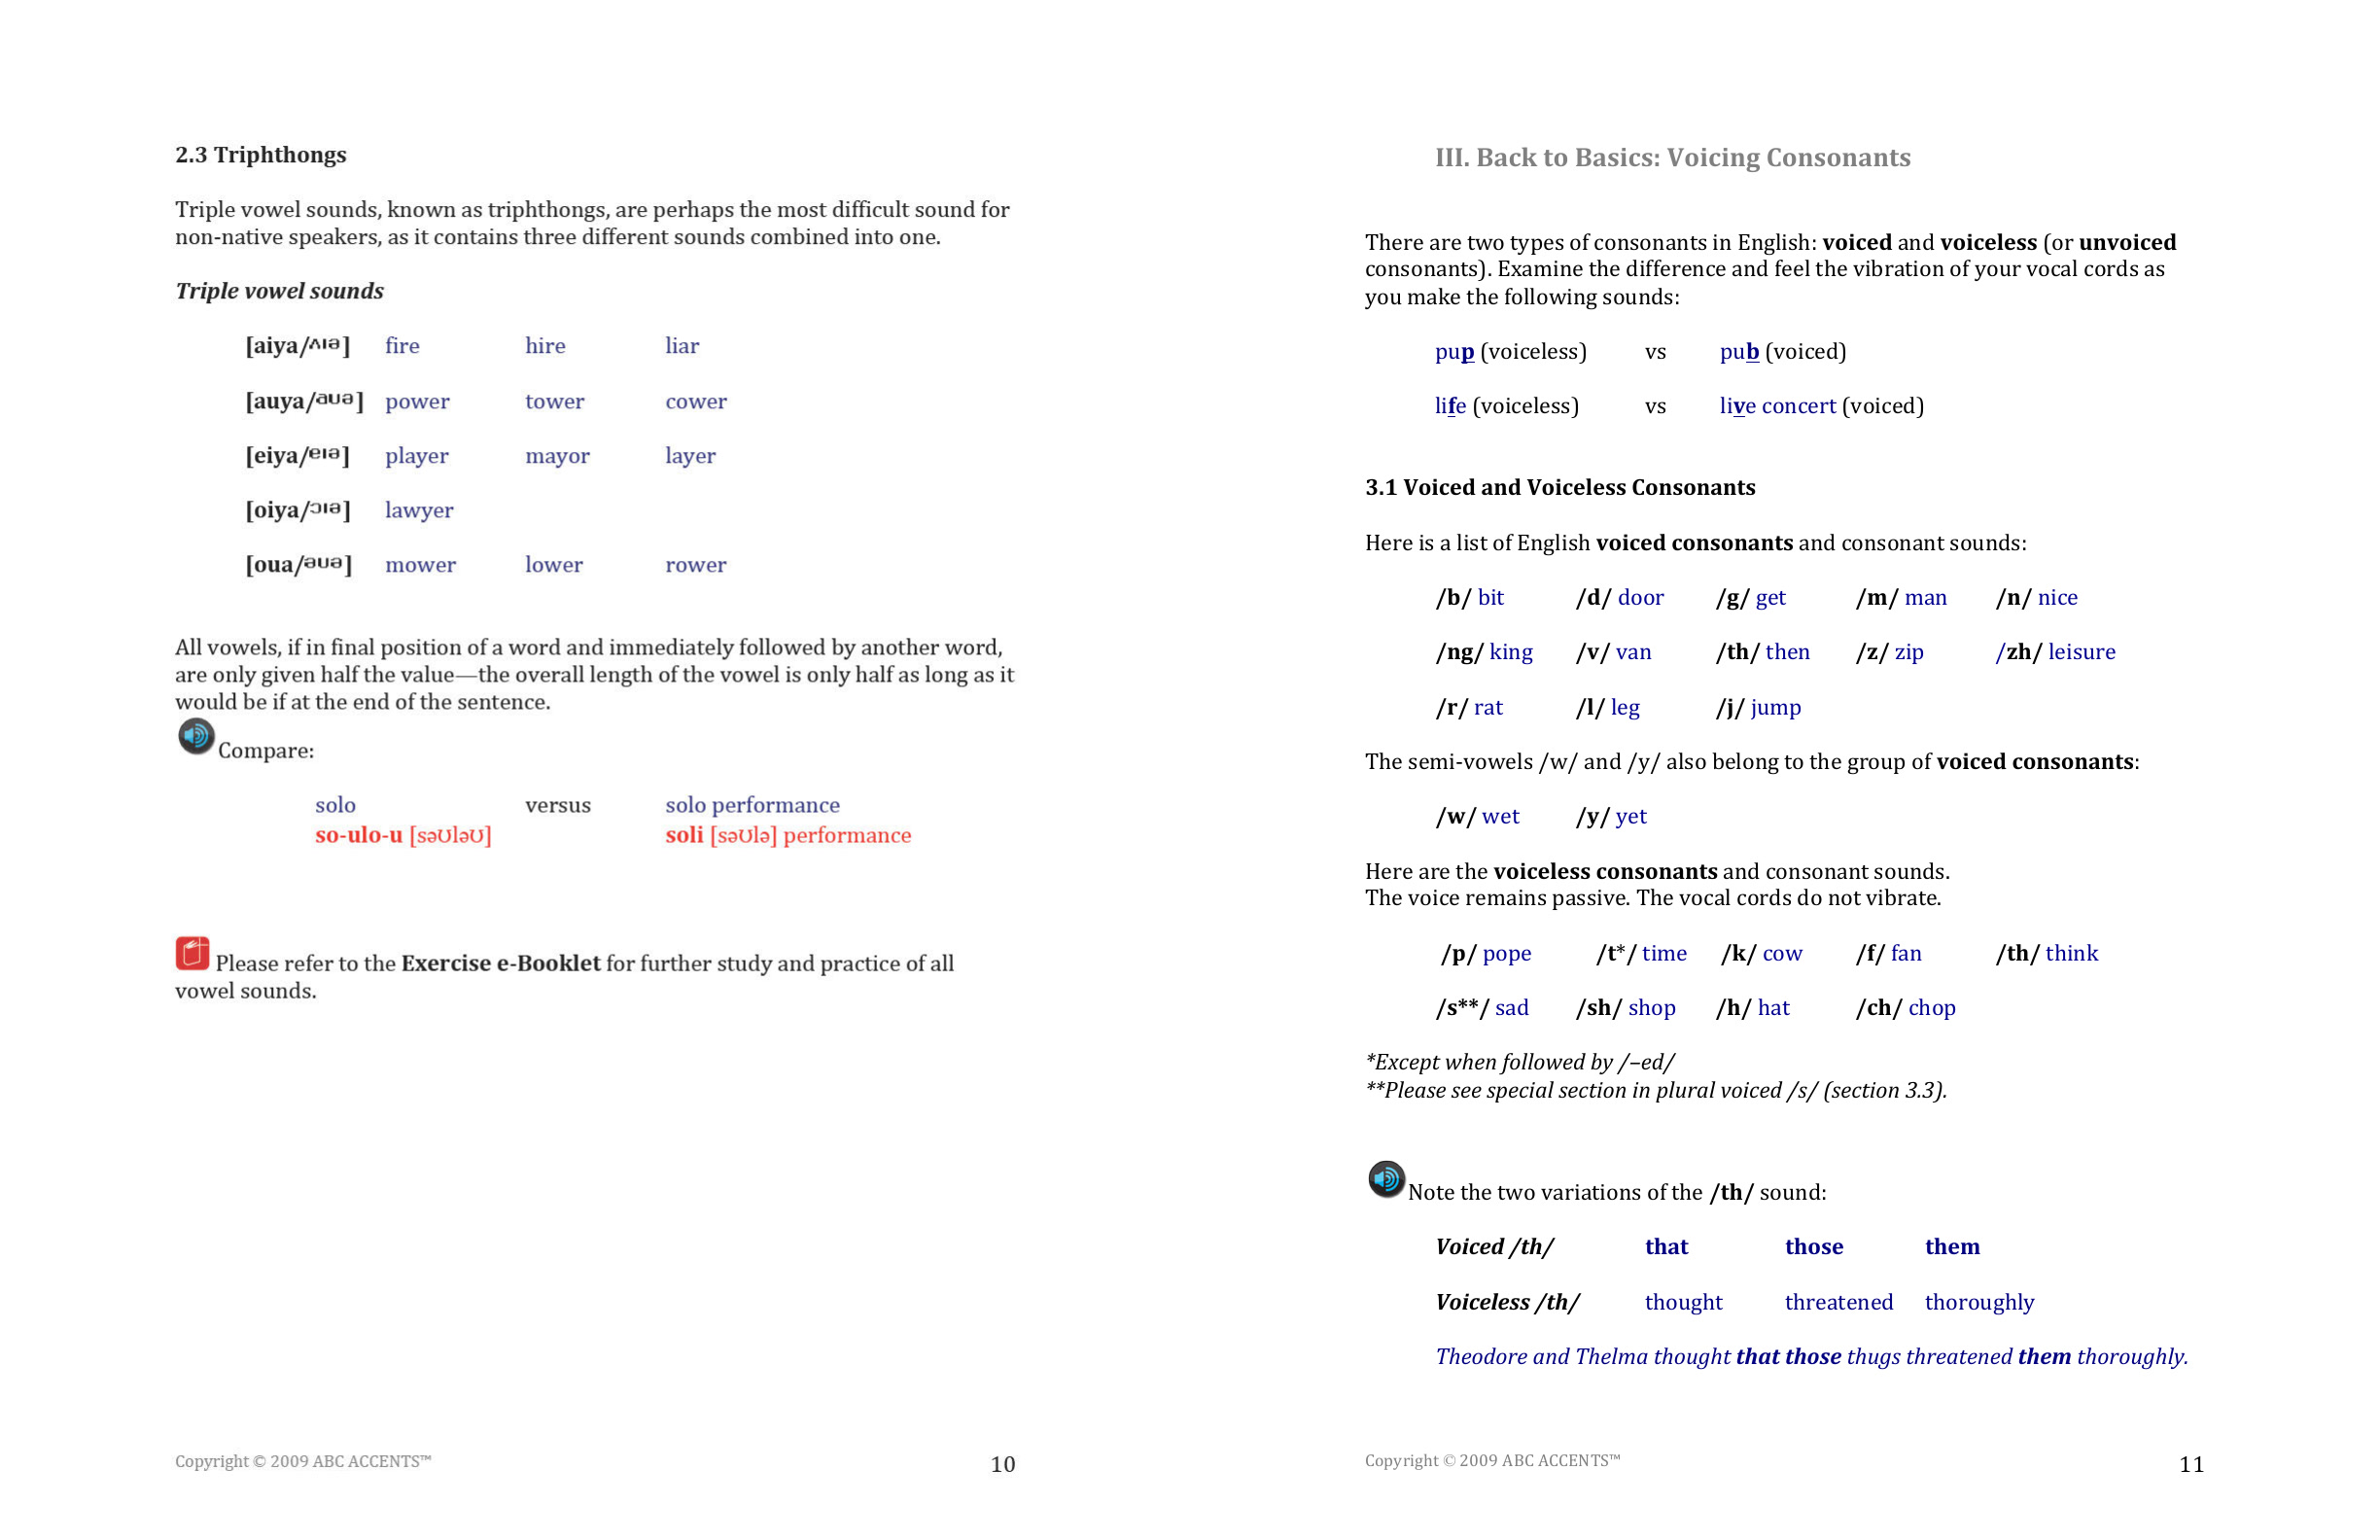 2.3 Triphthongs
Triple vowel sounds, known as triphthongs, are perhaps the most difficult sound for
non-native speakers, as it contains three different sounds combined into one.
Triple vowel sounds
[aiya/ʌɪə] fire hire liar
[auya/aʊə] power tower cower
[eiya/eɪə] player mayor layer
[oiya/ɔɪə] lawyer
[oua/əʊə] mower lower rower
All vowels, if in final position of a word and immediately followed by another word,
are only given half the value—the overall length of the vowel is only half as long as it
would be if at the end of the sentence.
Compare:
solo versus solo performance
so-ulo-u [səʊləʊ] soli [səʊlə] performance
Please refer to the Exercise e-Booklet for further study and practice of all
vowel sounds.
Copyright © 2009 ABC ACCENTS™ 10
III. Back to Basics: Voicing Consonants
There are two types of consonants in English: voiced and voiceless (or unvoiced
consonants). Examine the difference and feel the vibration of your vocal cords as
you make the following sounds:
pup (voiceless) vs pub (voiced)
life (voiceless) vs live concert (voiced)
3.1 Voiced and Voiceless Consonants
Here is a list of English voiced consonants and consonant sounds:
/b/ bit /d/ door /g/ get /m/ man /n/ nice
/ng/ king /v/ van /th/ then /z/ zip /zh/ leisure
/r/ rat /l/ leg /j/ jump
The semi-vowels /w/ and /y/ also belong to the group of voiced consonants:
/w/ wet /y/ yet
Here are the voiceless consonants and consonant sounds.
The voice remains passive. The vocal cords do not vibrate.
/p/ pope /t*/ time /k/ cow /f/ fan /th/ think
/s**/ sad /sh/ shop /h/ hat /ch/ chop
*Except when followed by /–ed/
**Please see special section in plural voiced /s/ (section 3.3).
Note the two variations of the /th/ sound:
Voiced /th/ that those them
Voiceless /th/ thought threatened thoroughly
Theodore and Thelma thought that those thugs threatened them thoroughly.
Copyright © 2009 ABC ACCENTS™ 11